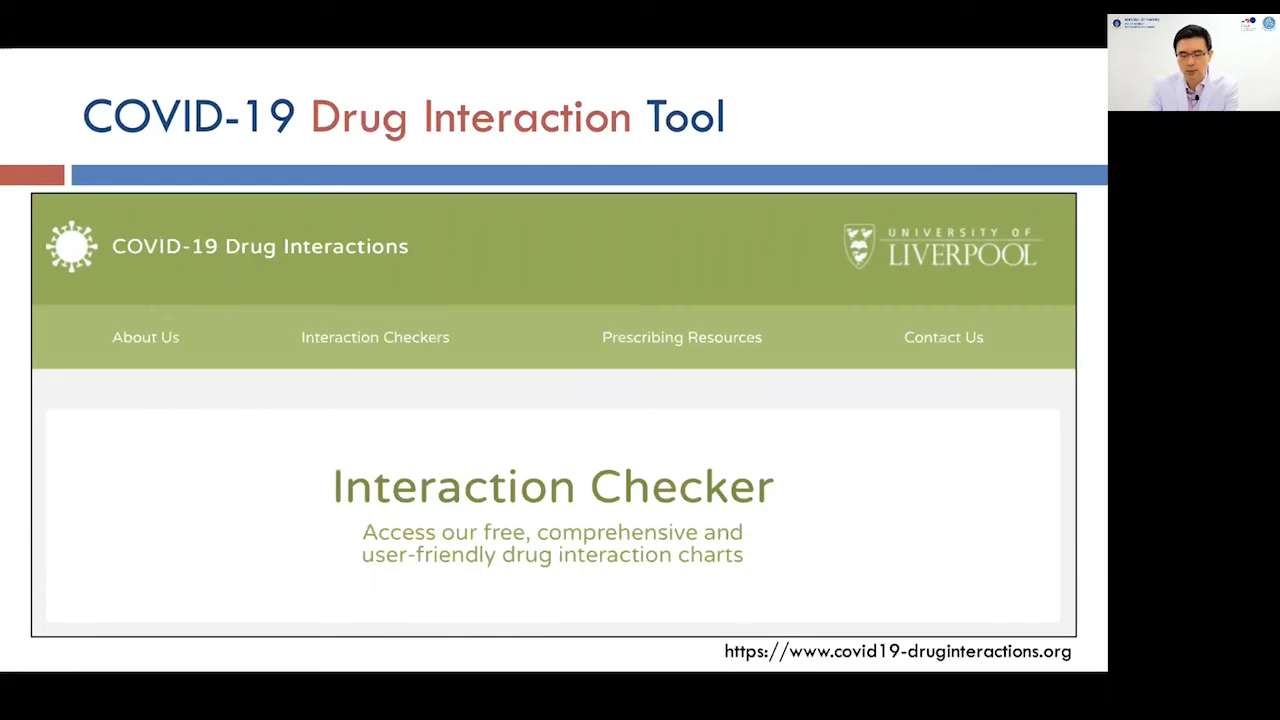 COVID-19 Drug Interaction Tool
COVID-19 Drug Interactions
UNIVERSITY OF
LIVERPOOL
About Us
Interaction Checkers
Prescribing Resources
Contact Us
Interaction Checker
Access our free, comprehensive and
user-friendly drug interaction charts
https://www.covid19-druginteractions.org